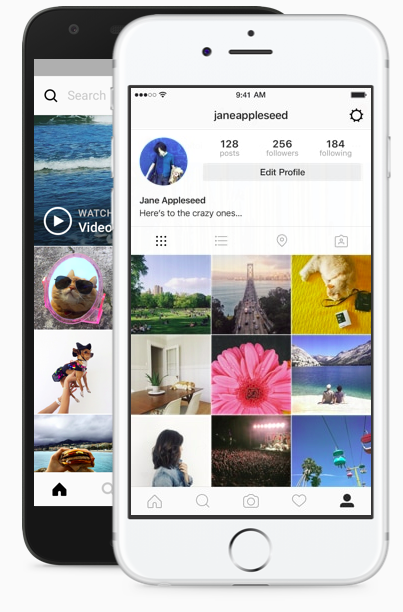 Search
WATCH
Video
9:41 AM
janeappleseed
128
posts
256
followers
184
following
Edit Profile
Jane Appleseed
Here's to the crazy ones...